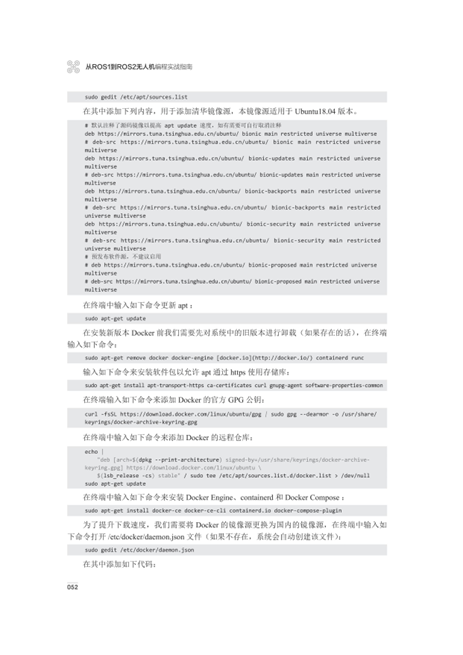 从ROS1到ROS2无人机编程实战指南
sudo gedit /etc/apt/sources.list
在其中添加下列内容，用于添加清华镜像源，本镜像源适用于 Ubuntu18.04 版本。
# 默认注释了源码镜像以提高 apt update 速度，如有需要可自行取消注释
deb https://mirrors.tuna.tsinghua.edu.cn/ubuntu/ bionic main restricted universe multiverse
# deb-src https://mirrors.tuna.tsinghua.edu.cn/ubuntu/ bionic main restricted universe
multiverse
deb https://mirrors.tuna.tsinghua.edu.cn/ubuntu/ bionic-updates main restricted universe
multiverse
# deb-src https://mirrors.tuna.tsinghua.edu.cn/ubuntu/ bionic-updates main restricted universe
multiverse
deb https://mirrors.tuna.tsinghua.edu.cn/ubuntu/ bionic-backports main restricted universe
multiverse
# deb-src https://mirrors.tuna.tsinghua.edu.cn/ubuntu/ bionic-backports main restricted
universe multiverse
deb https://mirrors.tuna.tsinghua.edu.cn/ubuntu/ bionic-security main restricted universe
multiverse
# deb-src https://mirrors.tuna.tsinghua.edu.cn/ubuntu/ bionic-security main restricted
universe multiverse
# 预发布软件源，不建议启用
# deb https://mirrors.tuna.tsinghua.edu.cn/ubuntu/ bionic-proposed main restricted universe
multiverse
# deb-src https://mirrors.tuna.tsinghua.edu.cn/ubuntu/ bionic-proposed main restricted universe
multiverse
在终端中输入如下命令更新 apt：
sudo apt-get update
在安装新版本 Docker 前我们需要先对系统中的旧版本进行卸载（如果存在的话），在终端
输入如下命令：
sudo apt-get remove docker docker-engine [docker.io](http://docker.io/) containerd runc
输入如下命令来安装软件包以允许 apt 通过 https 使用存储库：
sudo apt-get install apt-transport-https ca-certificates curl gnupg-agent software-properties-common
在终端输入如下命令来添加 Docker 的官方 GPG 公钥：
curl -fsSL https://download.docker.com/linux/ubuntu/gpg | sudo gpg --dearmor -o /usr/share/
keyrings/docker-archive-keyring.gpg
在终端中输入如下命令来添加 Docker 的远程仓库：
echo \
"deb [arch=$(dpkg --print-architecture) signed-by=/usr/share/keyrings/docker-archive-
keyring.gpg] https://download.docker.com/linux/ubuntu \
$(lsb_release -cs) stable" / sudo tee /etc/apt/sources.list.d/docker.list > /dev/null
sudo apt-get update
在终端中输入如下命令来安装 Docker Engine、containerd 和 Docker Compose：
sudo apt-get install docker-ce docker-ce-cli containerd.io docker-compose-plugin
为了提升下载速度，我们需要将 Docker 的镜像源更换为国内的镜像源，在终端中输入如
下命令打开 /etc/docker/daemon.json 文件（如果不存在，系统会自动创建该文件）：
sudo gedit /etc/docker/daemon.json
在其中添加如下代码：
052